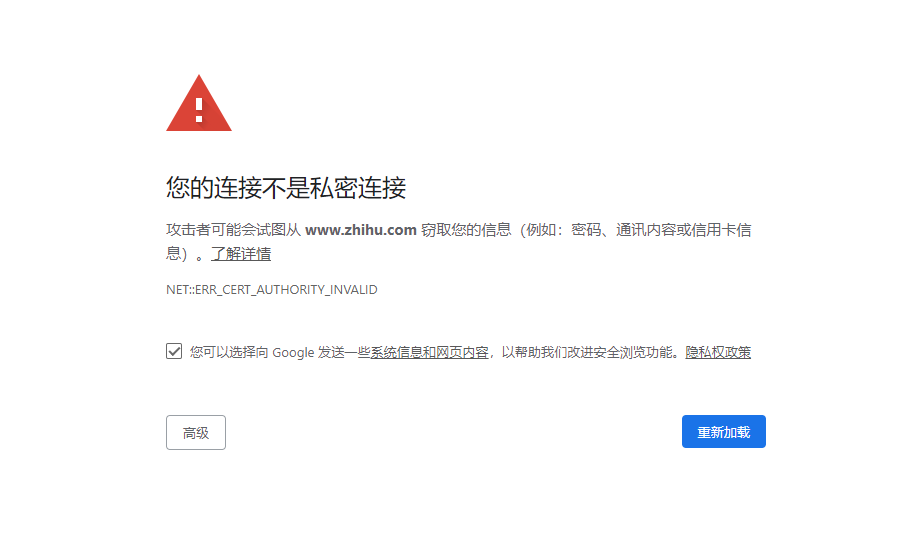 您的连接不是私密连接
攻击者可能会试图从 www.zhihu.com 窃取您的信息（例如：密码、通讯内容或信用卡信
息）。了解详情
NET::ERR_CERT_AUTHORITY_INVALID
您可以选择向 Google 发送一些系统信息和网页内容，以帮助我们改进安全浏览功能。隐私权政策
高级
重新加载